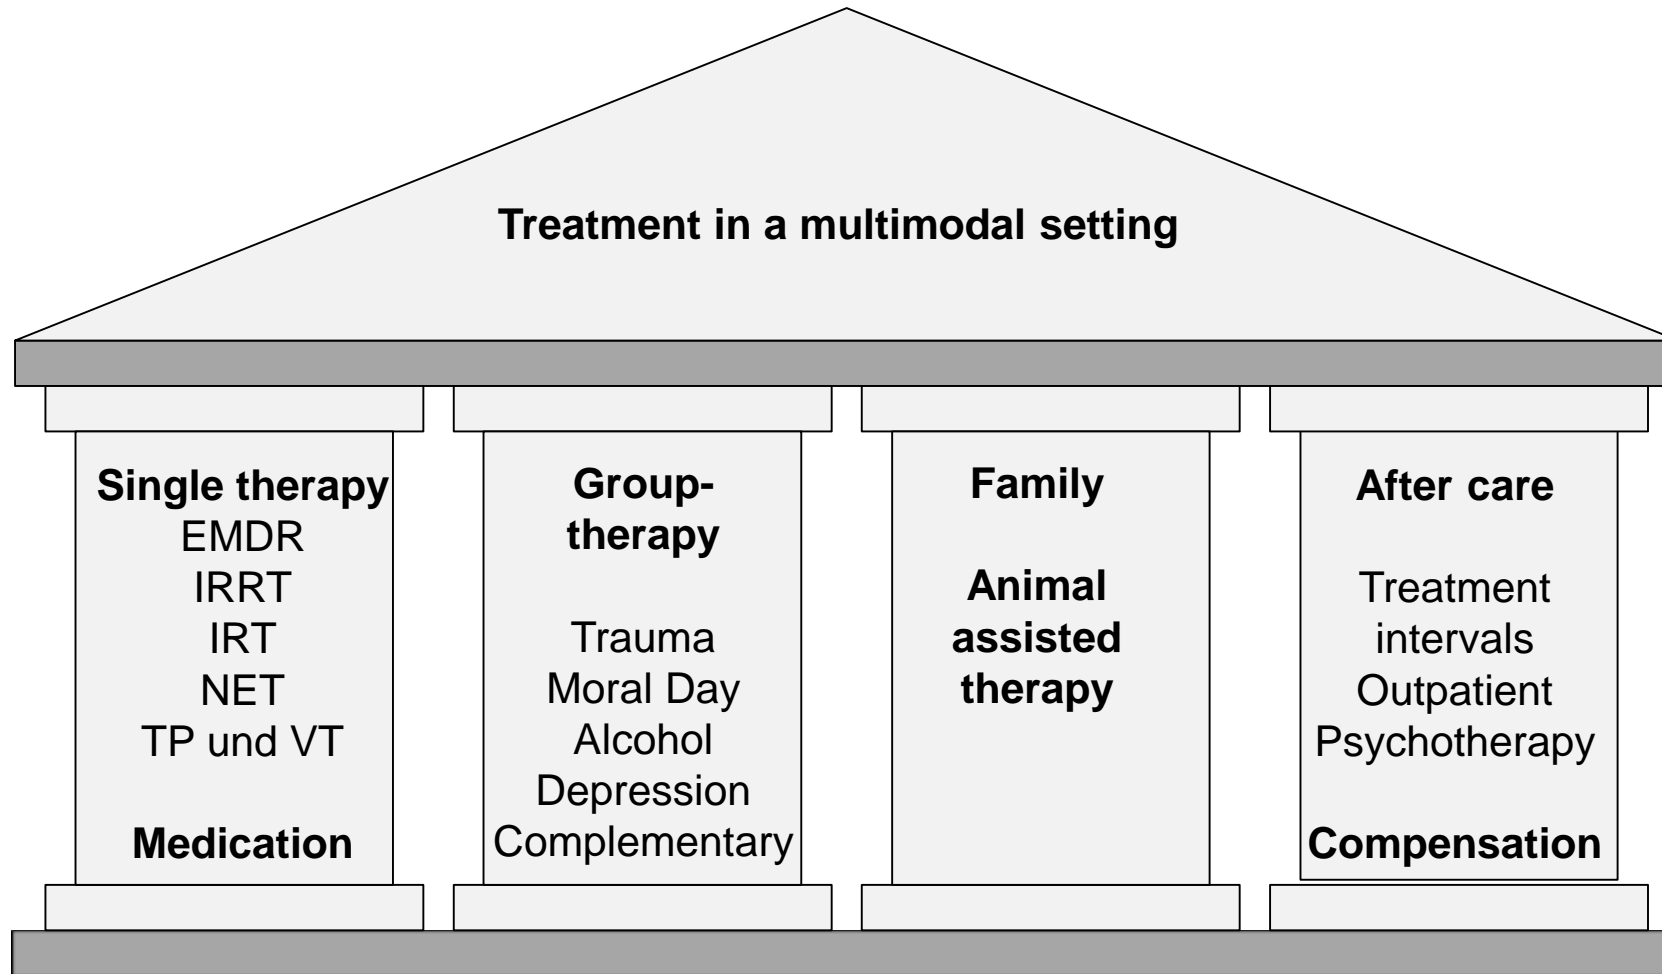 Treatment in a multimodal setting
Single therapy
EMDR
IRRT
IRT
NET
TP und VT
Medication
Group-
therapy
Trauma
Moral Day
Alcohol
Depression
Complementary
Family
Animal
assisted
therapy
After care
Treatment
intervals
Outpatient
Psychotherapy
Compensation